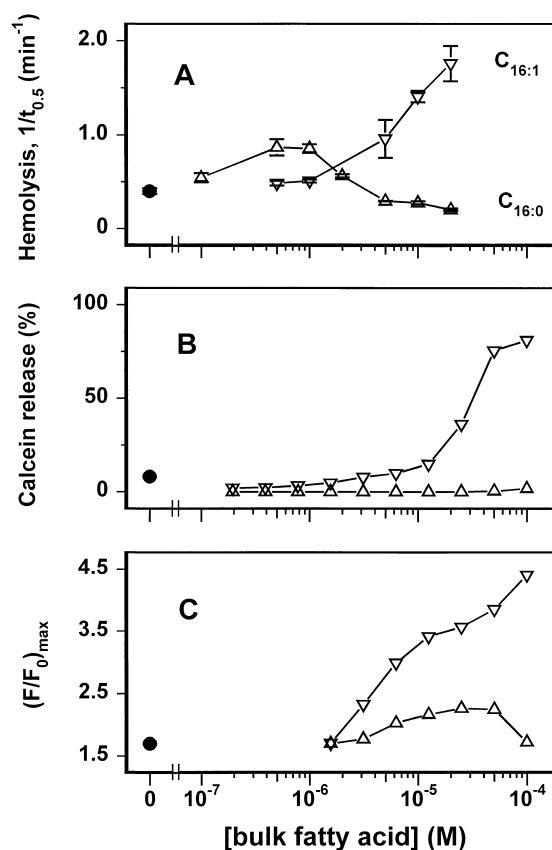 Hemolysis, 1/t0.5 (min-1)
2.0
1.0
0
A
C16:1
C16:0
Calcein release (%)
100
50
0
B
(F/F0)max
4.5
3.5
2.5
1.5
C
0 10-7 10-6 10-5 10-4
[bulk fatty acid] (M)